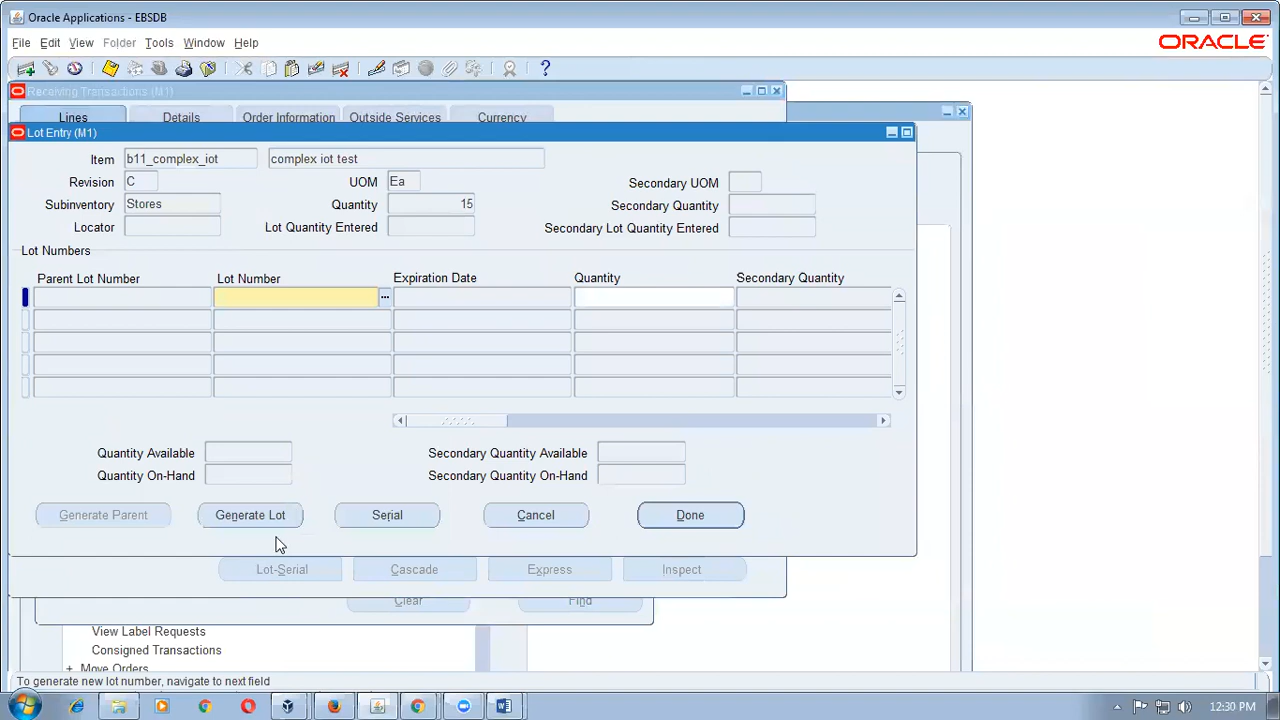 Oracle Applications - EBSDB
File Edit View Folder Tools Window Help
ORACLE
Receiving Transactions (M1)
Lines Details Order Information Outside Services Currency
Lot Entry (M1)
Item b11_complex_iot complex iot test
Revision C UOM Ea Secondary UOM
Subinventory Stores Quantity 15 Secondary Quantity
Locator Lot Quantity Entered Secondary Lot Quantity Entered
Lot Numbers
Parent Lot Number Lot Number Expiration Date Quantity Secondary Quantity
Quantity Available Secondary Quantity Available
Quantity On-Hand Secondary Quantity On-Hand
Generate Parent Generate Lot Serial Cancel Done
Lot-Serial Cascade Express Inspect
Clear Find
View Label Requests
Consigned Transactions
+ Move Orders
To generate new lot number, navigate to next field
12:30 PM